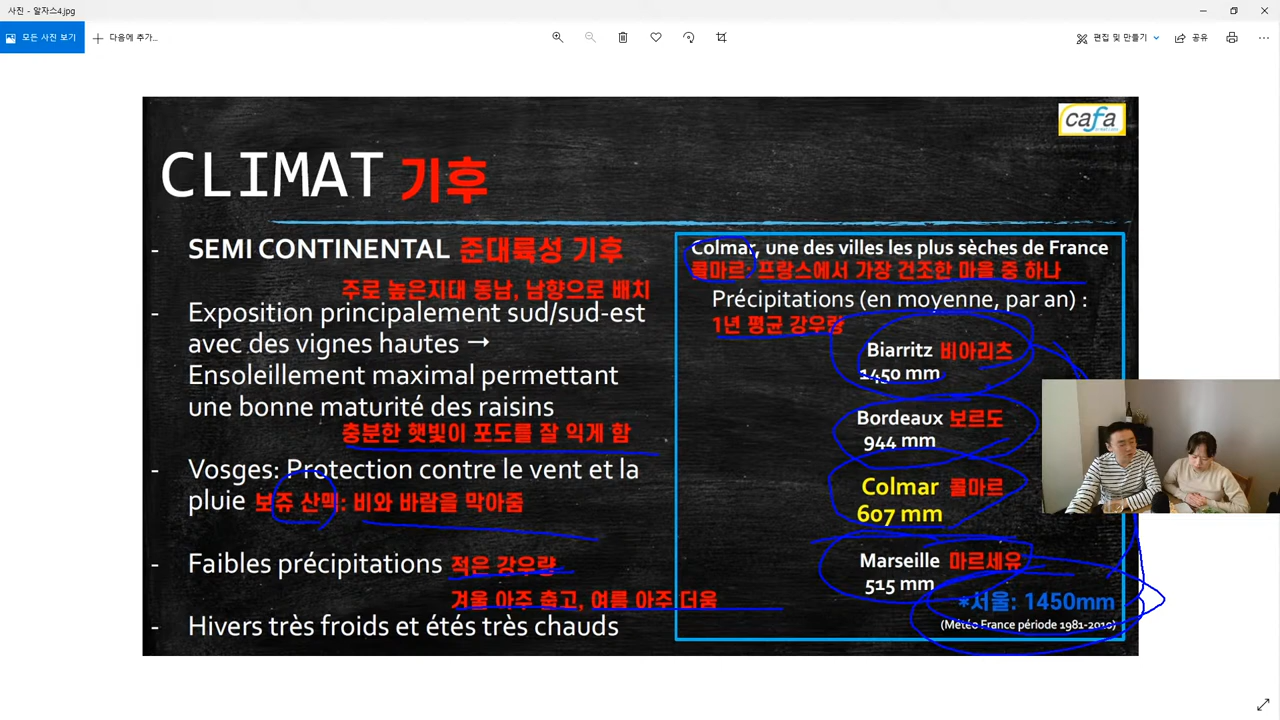 사진 - 알자스4.jpg
모든 사진 보기
다음에 추가...
편집 및 만들기
공유
cafa
CLIMAT 기후
- SEMI CONTINENTAL 준대륙성 기후
주로 높은지대 동남, 남향으로 배치
- Exposition principalement sud/sud-est
avec des vignes hautes →
Ensoleillement maximal permettant
une bonne maturité des raisins
충분한 햇빛이 포도를 잘 익게 함
- Vosges: Protection contre le vent et la
pluie 보쥬 산맥: 비와 바람을 막아줌
- Faibles précipitations 적은 강우량
겨울 아주 춥고, 여름 아주 더움
- Hivers très froids et étés très chauds
Colmar, une des villes les plus sèches de France
콜마르: 프랑스에서 가장 건조한 마을 중 하나
Précipitations (en moyenne, par an) :
1년 평균 강우량
Biarritz 비아리츠
1450 mm
Bordeaux 보르도
944 mm
Colmar 콜마르
607 mm
Marseille 마르세유
515 mm
*서울: 1450mm
(Météo France période 1981-2010)